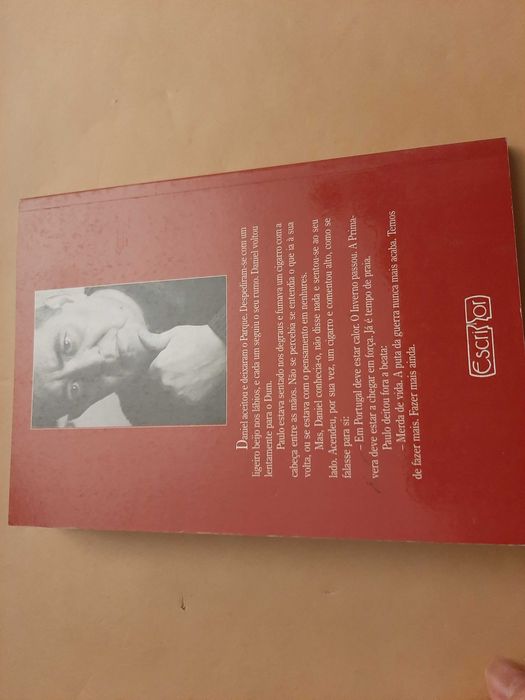 Daniel aceitou e deixaram o Parque. Despediram-se com um
ligeiro beijo nos lábios, e cada um seguiu o seu rumo. Daniel voltou
lentamente para o Dum.
Paulo estava sentado nos degraus e fumava um cigarro com a
cabeça entre as mãos. Não se percebia se entendia o que ia à sua
volta, ou se estava com o pensamento em nenhures.
Mas, Daniel conhecia-o, não disse nada e sentou-se ao seu
lado. Acendeu, por sua vez, um cigarro e comentou alto, como se
falasse para si:
– Em Portugal deve estar calor. O Inverno passou. A Prima-
vera deve estar a chegar em força. Já é tempo de praia.
Paulo deitou fora a beata:
– Merda de vida. A puta da guerra nunca mais acaba. Temos
de fazer mais. Fazer mais ainda.
Escritor